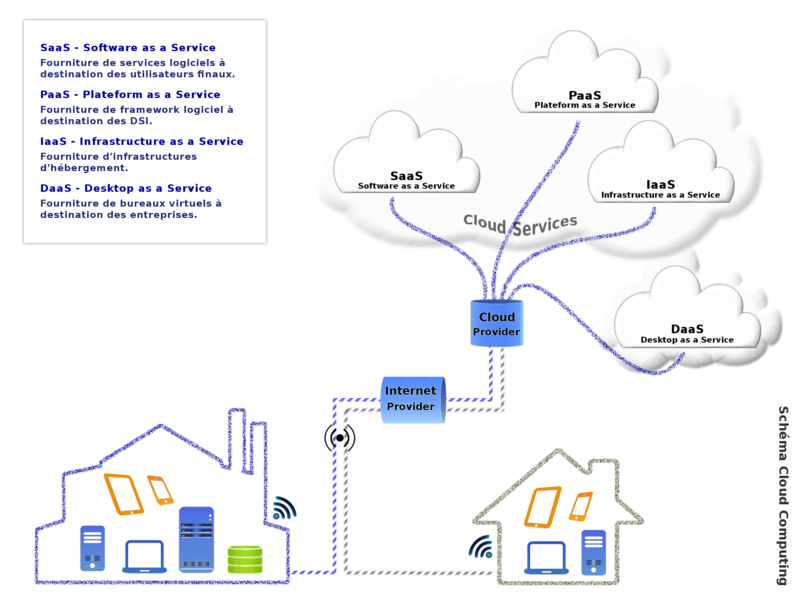 SaaS - Software as a Service
Fourniture de services logiciels à
destination des utilisateurs finaux.
PaaS - Plateform as a Service
Fourniture de framework logiciel à
destination des DSI.
IaaS - Infrastructure as a Service
Fourniture d'infrastructures
d'hébergement.
DaaS - Desktop as a Service
Fourniture de bureaux virtuels à
destination des entreprises.
PaaS
Plateform as a Service
SaaS
Software as a Service
IaaS
Infrastructure as a Service
Cloud Services
DaaS
Desktop as a Service
Cloud
Provider
Internet
Provider
Schéma Cloud Computing